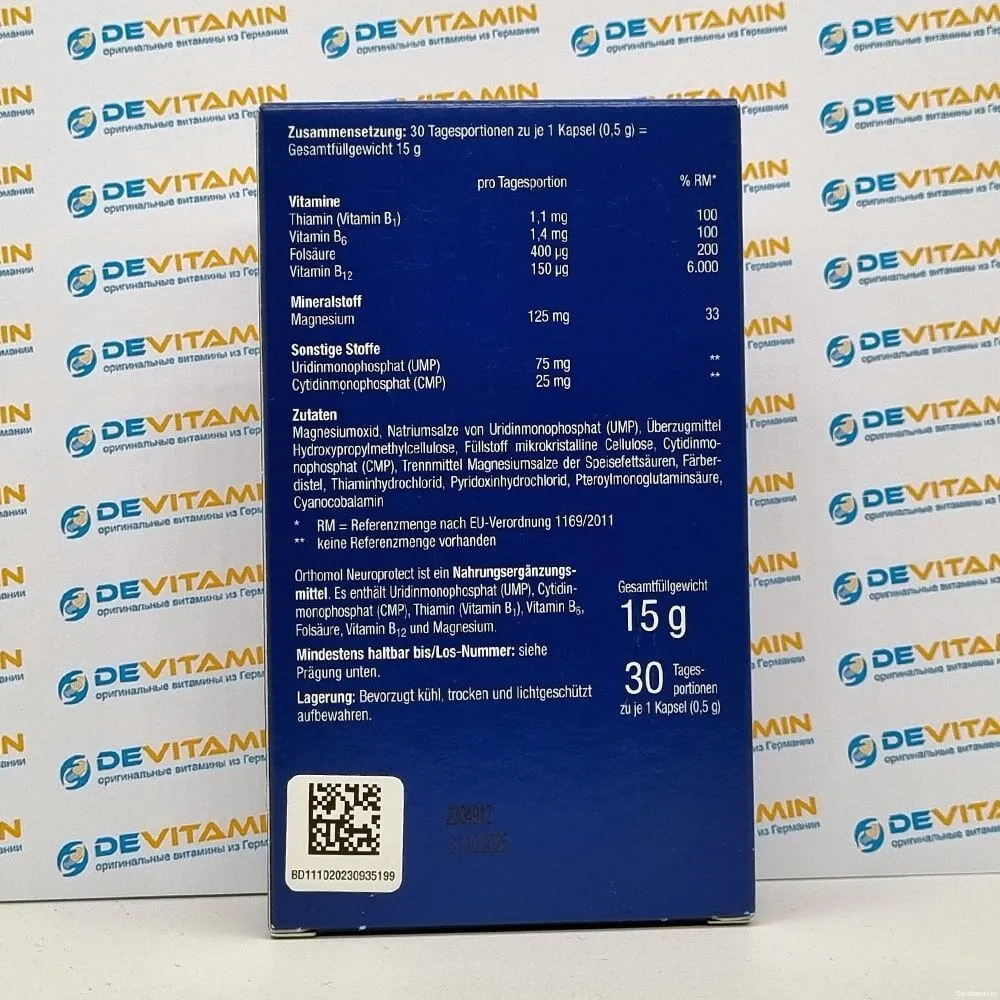 DEVITAMIN
оригинальные витамины из Германии
Zusammensetzung: 30 Tagesportionen zu je 1 Kapsel (0,5 g) =
Gesamtfüllgewicht 15 g
pro Tagesportion % RM*
Vitamine
Thiamin (Vitamin B1) 1,1 mg 100
Vitamin B6 1,4 mg 100
Folsäure 400 µg 200
Vitamin B12 150 µg 6.000
Mineralstoff
Magnesium 125 mg 33
Sonstige Stoffe
Uridinmonophosphat (UMP) 75 mg **
Cytidinmonophosphat (CMP) 25 mg **
Zutaten
Magnesiumoxid, Natriumsalze von Uridinmonophosphat (UMP), Überzugmittel
Hydroxypropylmethylcellulose, Füllstoff mikrokristalline Cellulose, Cytidinmo-
nophosphat (CMP), Trennmittel Magnesiumsalze der Speisefettsäuren, Färber-
distel, Thiaminhydrochlorid, Pyridoxinhydrochlorid, Pteroylmonoglutaminsäure,
Cyanocobalamin
* RM = Referenzmenge nach EU-Verordnung 1169/2011
** keine Referenzmenge vorhanden
Orthomol Neuroprotect ist ein Nahrungsergänzungs-
mittel. Es enthält Uridinmonophosphat (UMP), Cytidin-
monophosphat (CMP), Thiamin (Vitamin B1), Vitamin B6,
Folsäure, Vitamin B12 und Magnesium.
Mindestens haltbar bis/Los-Nummer: siehe
Prägung unten.
Lagerung: Bevorzugt kühl, trocken und lichtgeschützt
aufbewahren.
Gesamtfüllgewicht
15 g
30 Tages-
portionen
zu je 1 Kapsel (0,5 g)
2304912
BD111020230935199